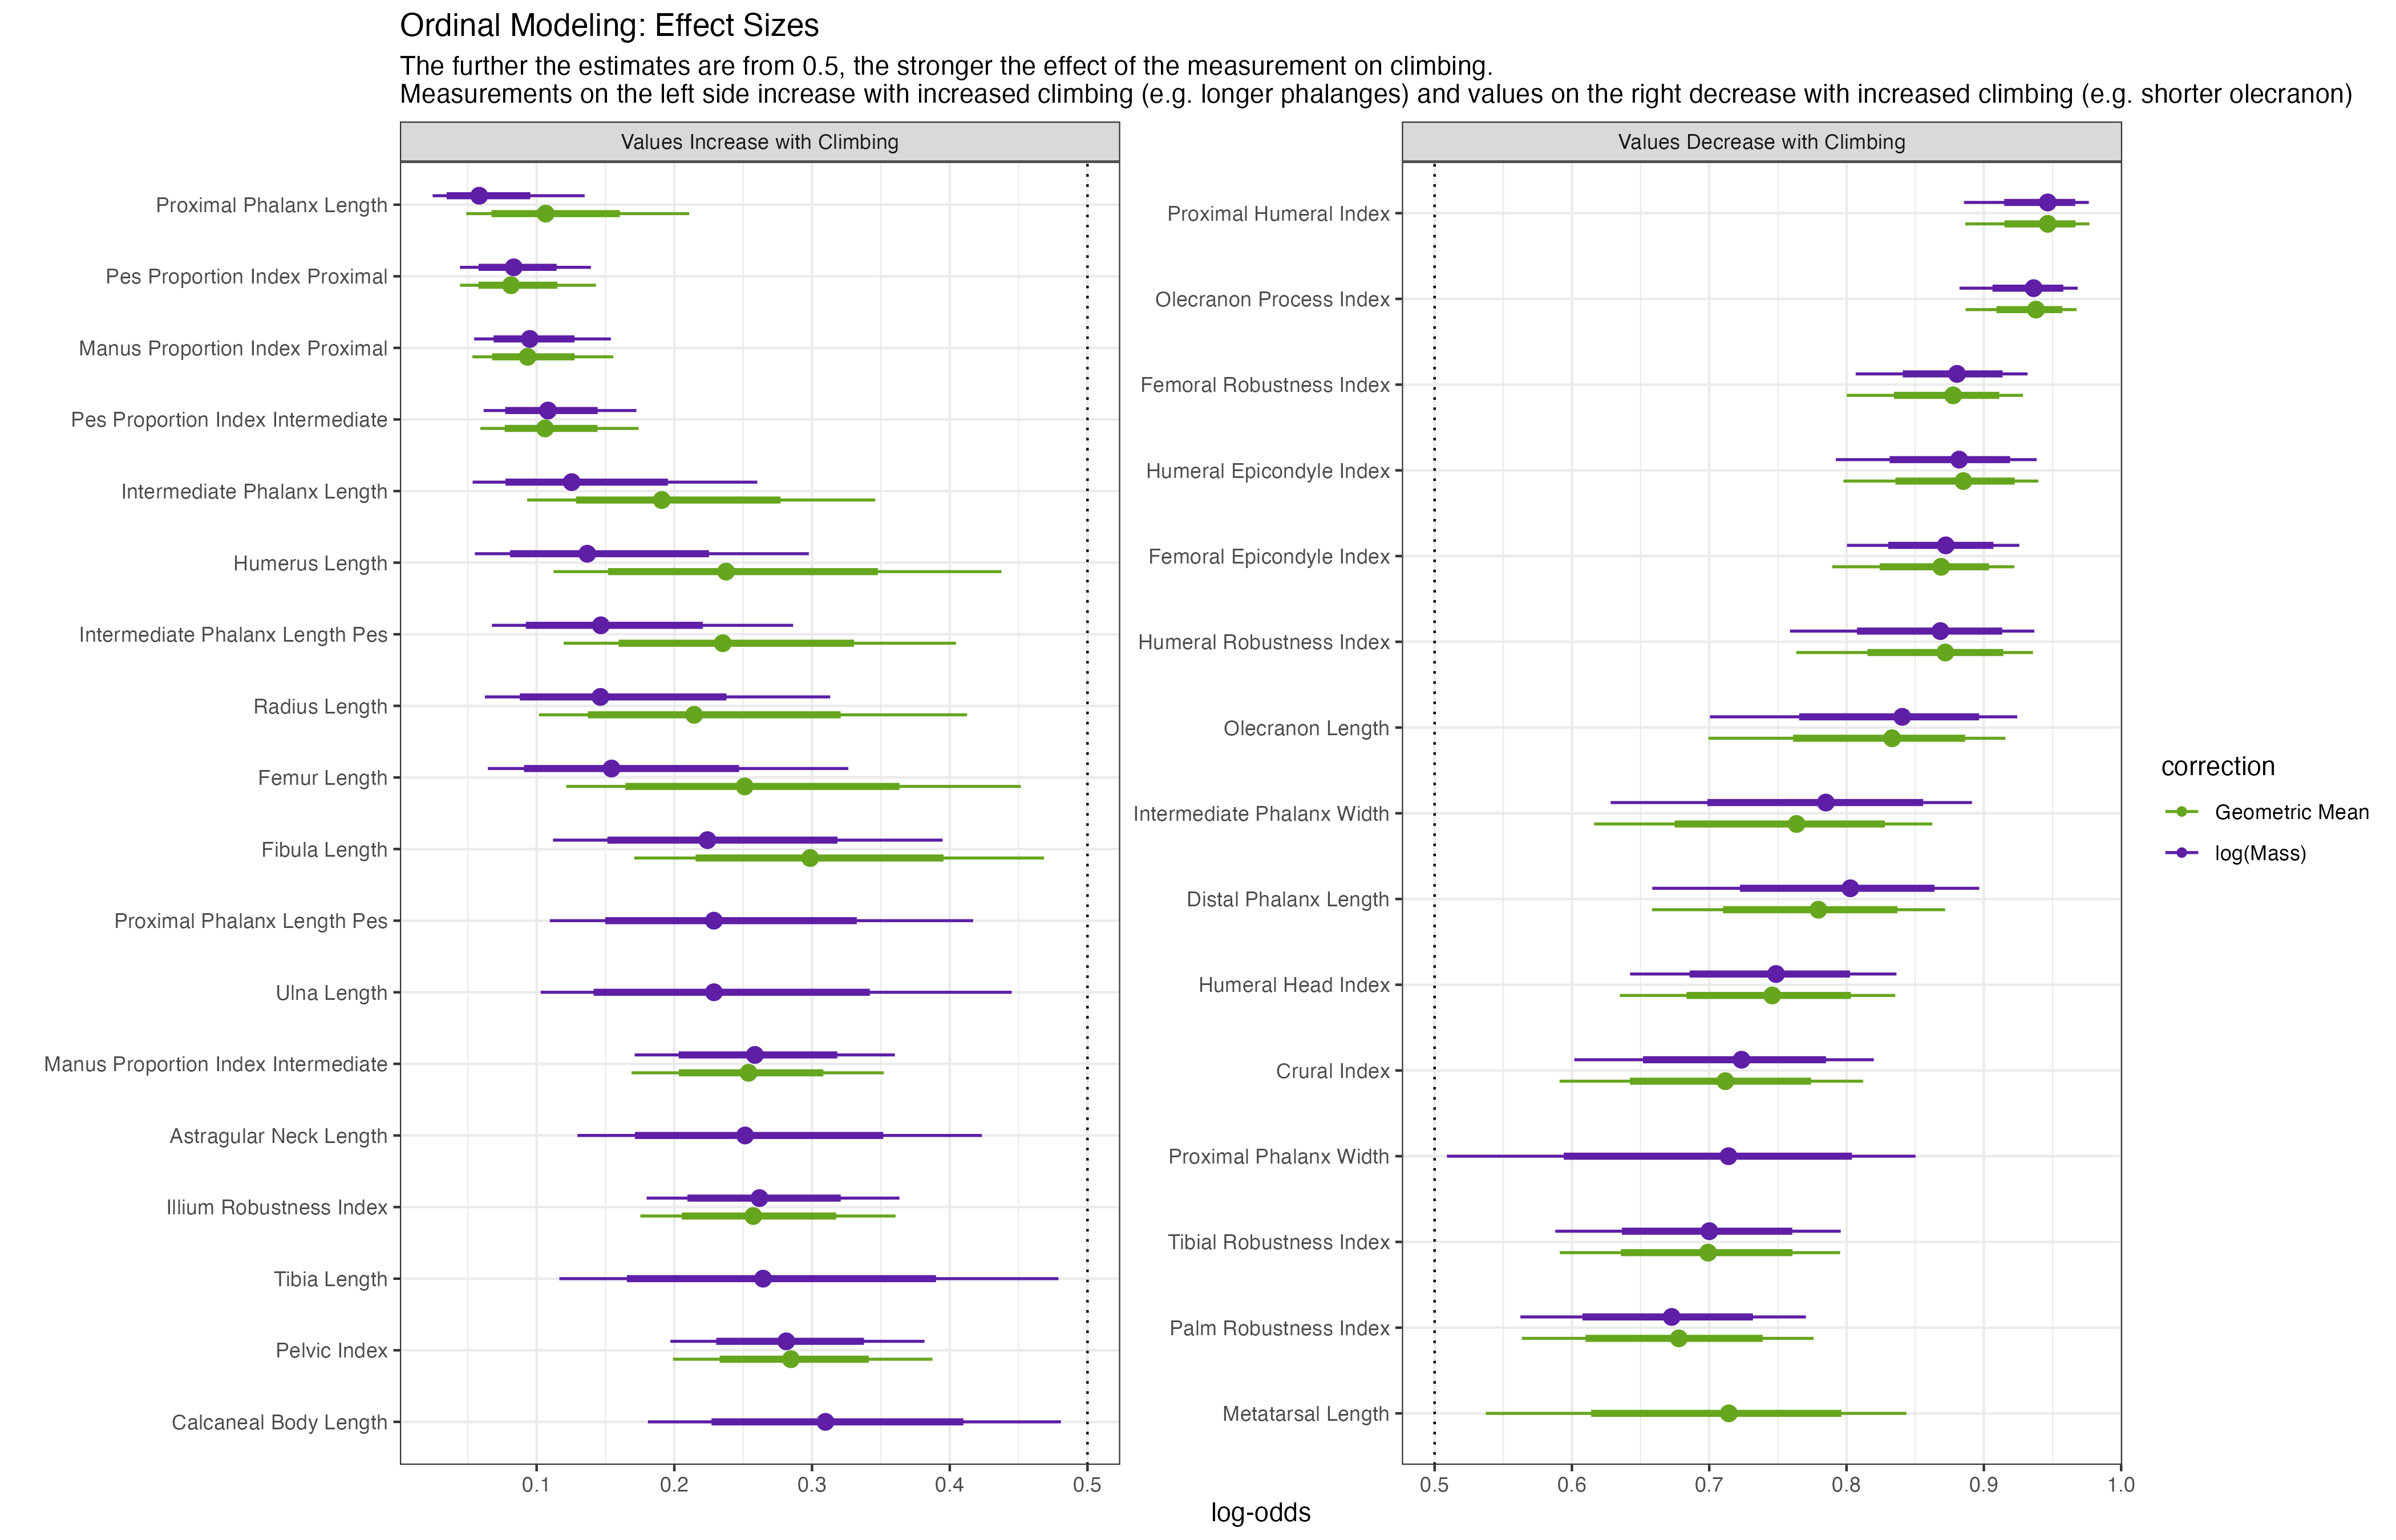 Ordinal Modeling: Effect Sizes
The further the estimates are from 0.5, the stronger the effect of the measurement on climbing.
Measurements on the left side increase with increased climbing (e.g. longer phalanges) and values on the right decrease with increased climbing (e.g. shorter olecranon)
Values Increase with Climbing
Proximal Phalanx Length
Pes Proportion Index Proximal
Manus Proportion Index Proximal
Pes Proportion Index Intermediate
Intermediate Phalanx Length
Humerus Length
Intermediate Phalanx Length Pes
Radius Length
Femur Length
Fibula Length
Proximal Phalanx Length Pes
Ulna Length
Manus Proportion Index Intermediate
Astragular Neck Length
Illium Robustness Index
Tibia Length
Pelvic Index
Calcaneal Body Length
0.1 0.2 0.3 0.4 0.5
Values Decrease with Climbing
Proximal Humeral Index
Olecranon Process Index
Femoral Robustness Index
Humeral Epicondyle Index
Femoral Epicondyle Index
Humeral Robustness Index
Olecranon Length
Intermediate Phalanx Width
Distal Phalanx Length
Humeral Head Index
Crural Index
Proximal Phalanx Width
Tibial Robustness Index
Palm Robustness Index
Metatarsal Length
0.5 0.6 0.7 0.8 0.9 1.0
log-odds
correction
Geometric Mean
log(Mass)